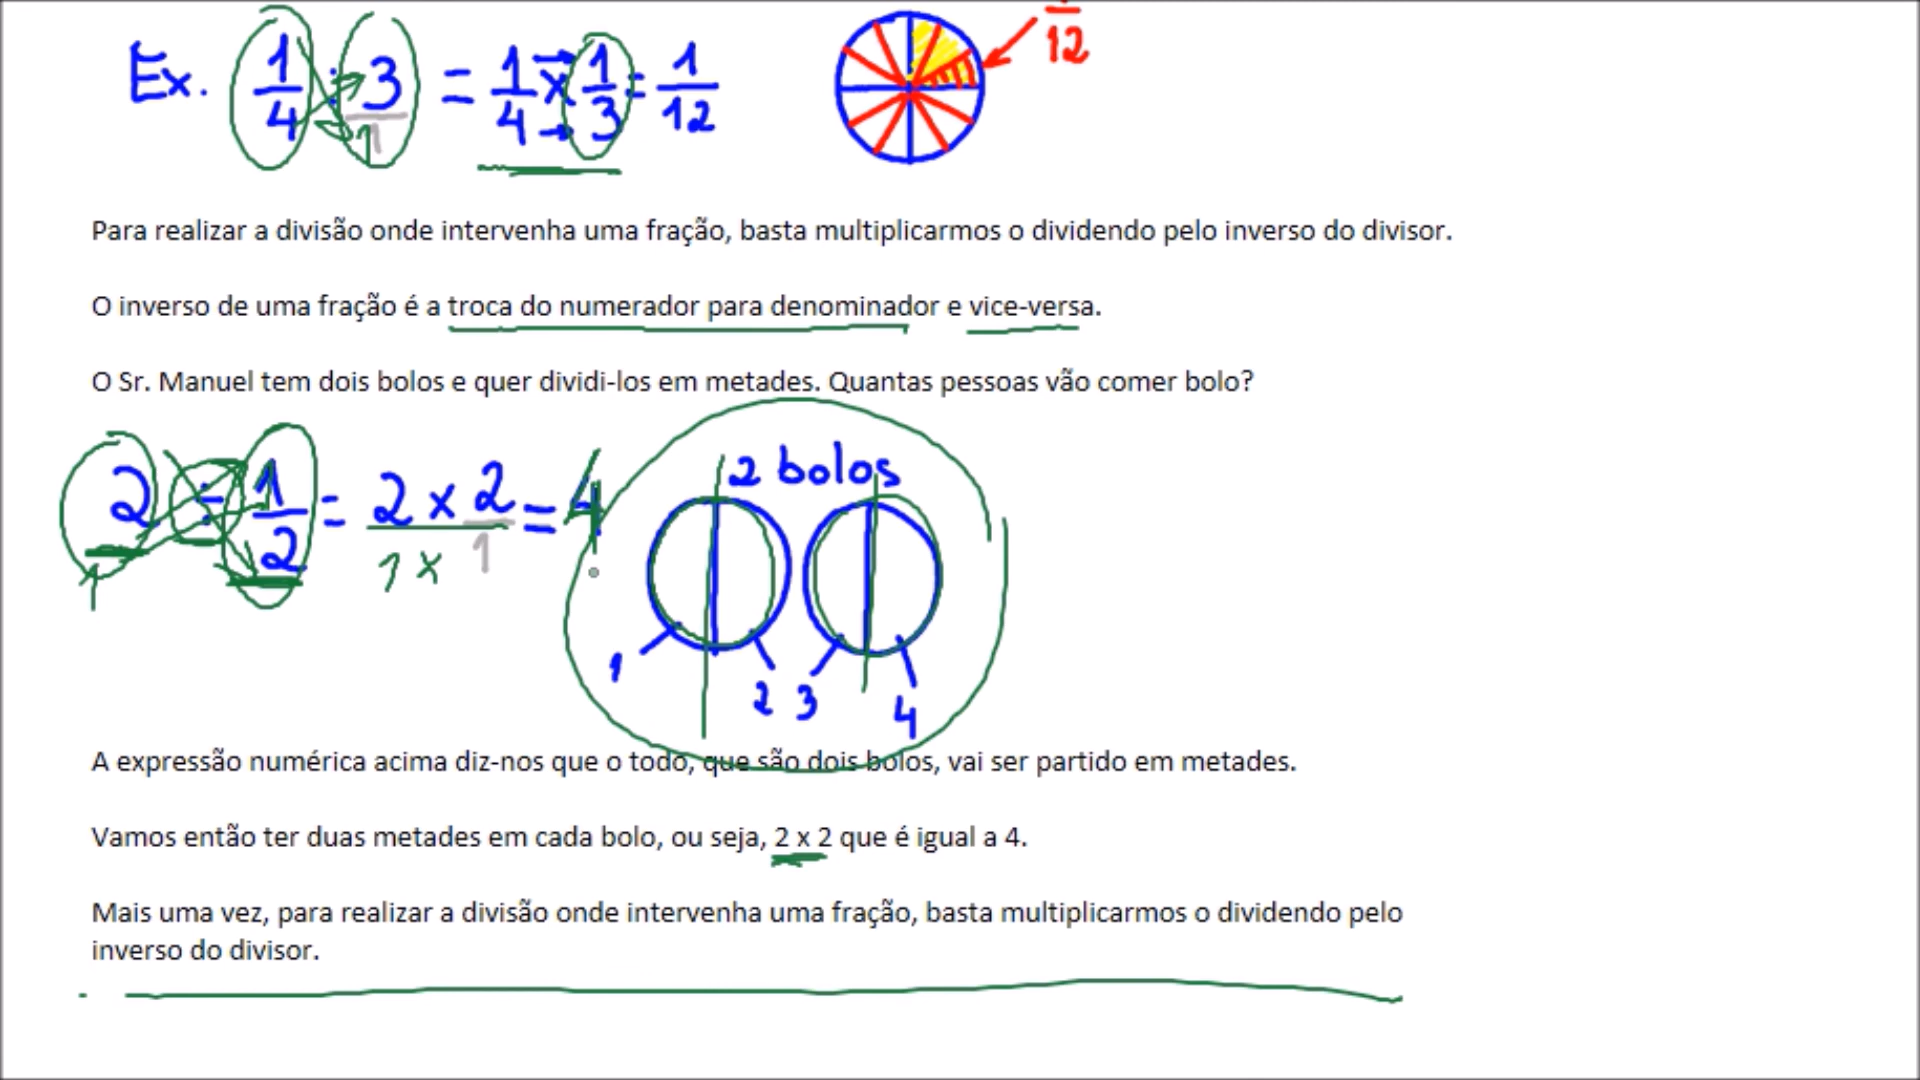 Ex. 1/4 : 3/1 = 1/4 x 1/3 = 1/12
12
Para realizar a divisão onde intervenha uma fração, basta multiplicarmos o dividendo pelo inverso do divisor.
O inverso de uma fração é a troca do numerador para denominador e vice-versa.
O Sr. Manuel tem dois bolos e quer dividi-los em metades. Quantas pessoas vão comer bolo?
2 ÷ 1/2 = 2 x 2 / 1 x 1 = 4
2 bolos
1 2 3 4
A expressão numérica acima diz-nos que o todo, que são dois bolos, vai ser partido em metades.
Vamos então ter duas metades em cada bolo, ou seja, 2 x 2 que é igual a 4.
Mais uma vez, para realizar a divisão onde intervenha uma fração, basta multiplicarmos o dividendo pelo
inverso do divisor.